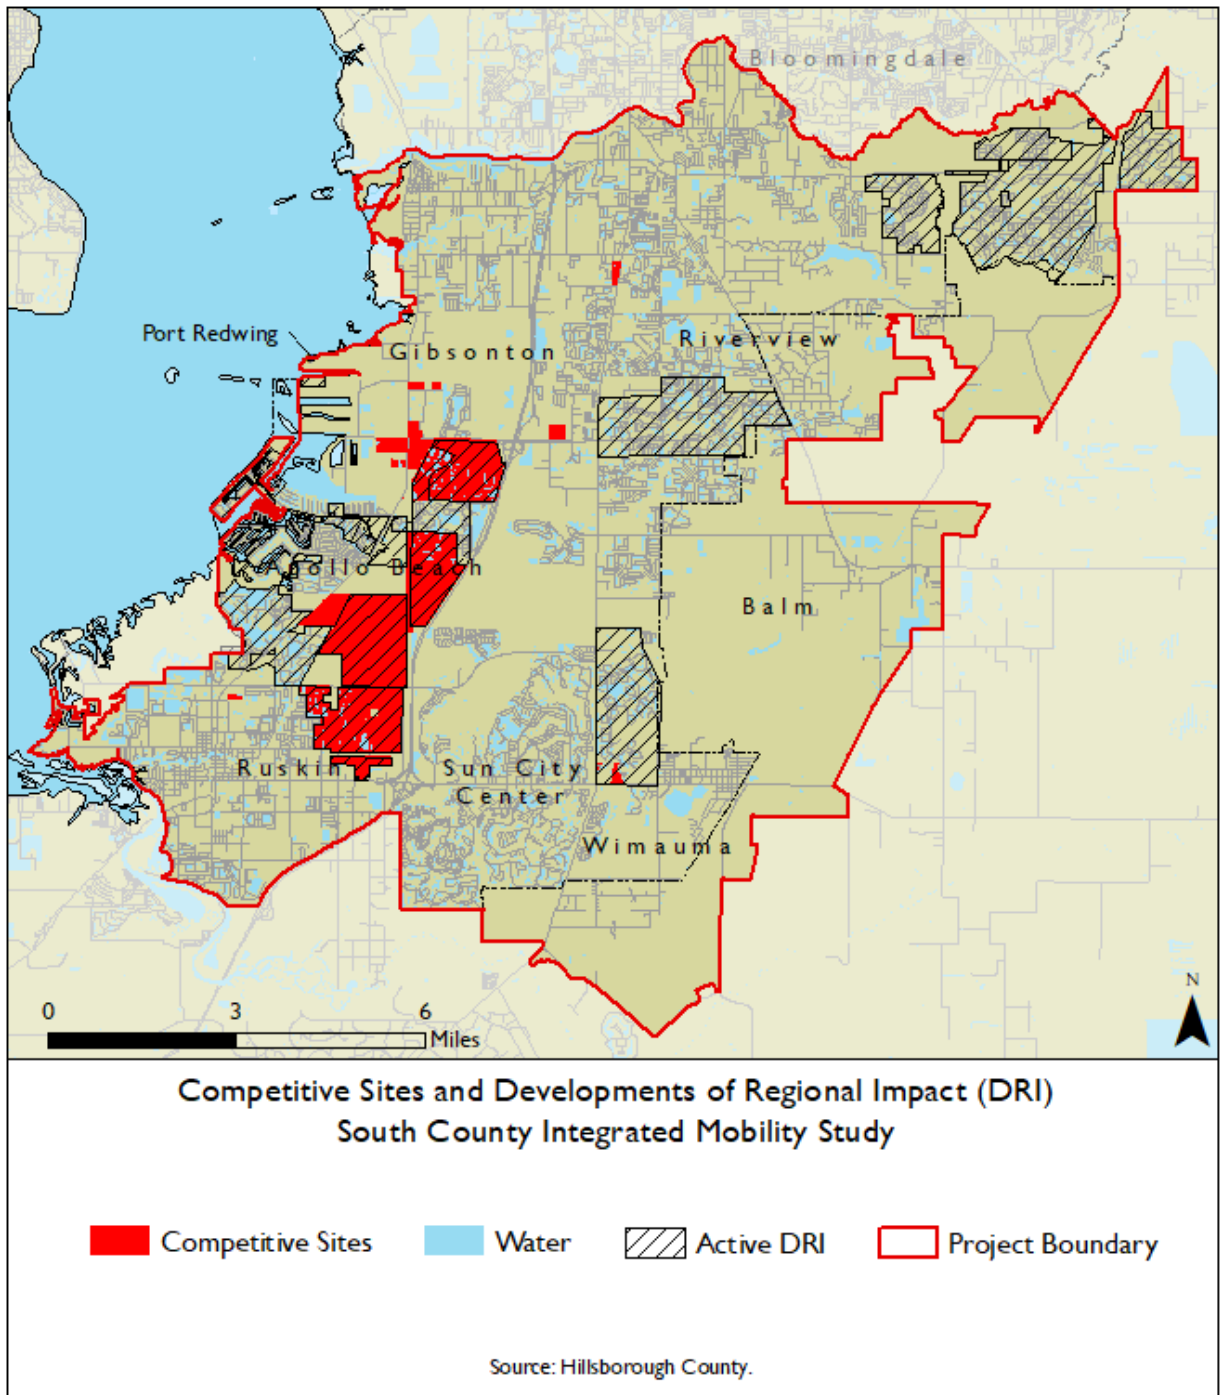 Bloomingdale
Port Redwing
Gibsonton
Riverview
Apollo Beach
Balm
Ruskin
Sun City
Center
Wimauma
0 3 6
Miles
N
Competitive Sites and Developments of Regional Impact (DRI)
South County Integrated Mobility Study
Competitive Sites
Water
Active DRI
Project Boundary
Source: Hillsborough County.